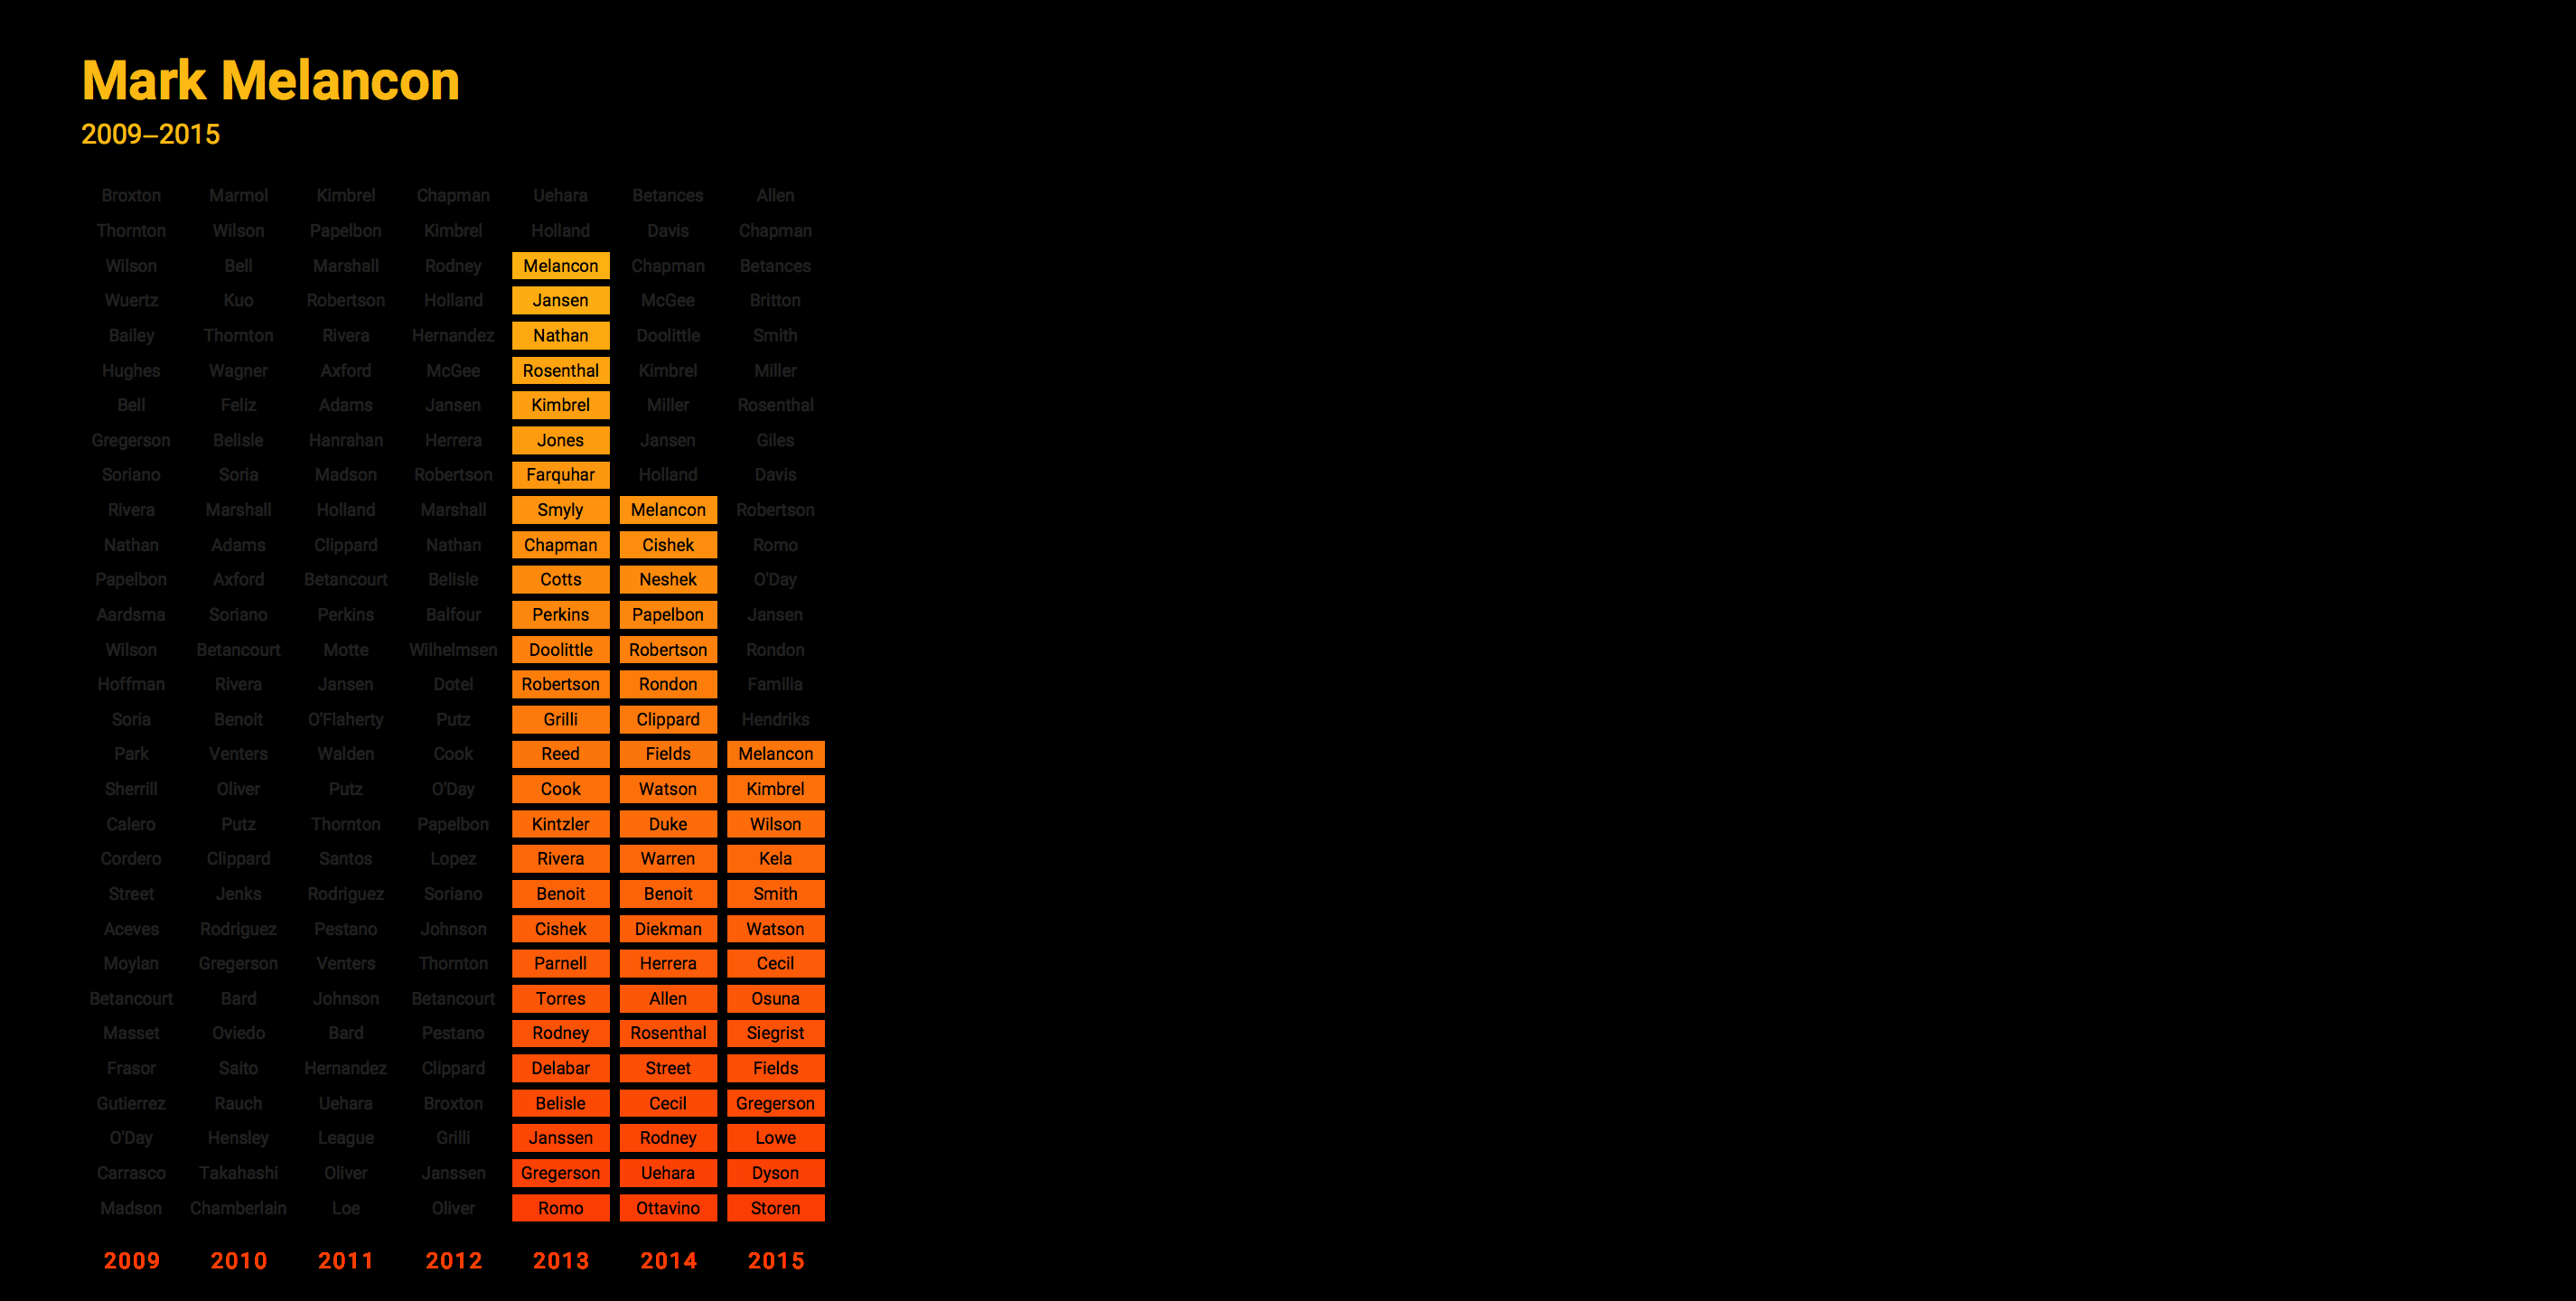 Mark Melancon
2009–2015
Broxton Marmol Kimbrel Chapman Uehara Betances Allen
Thornton Wilson Papelbon Kimbrel Holland Davis Chapman
Wilson Bell Marshall Rodney Melancon Chapman Betances
Wuertz Kuo Robertson Holland Jansen McGee Britton
Bailey Thornton Rivera Hernandez Nathan Doolittle Smith
Hughes Wagner Axford McGee Rosenthal Kimbrel Miller
Bell Feliz Adams Jansen Kimbrel Miller Rosenthal
Gregerson Belisle Hanrahan Herrera Jones Jansen Giles
Soriano Soria Madson Robertson Farquhar Holland Davis
Rivera Marshall Holland Marshall Smyly Melancon Robertson
Nathan Adams Clippard Nathan Chapman Cishek Romo
Papelbon Axford Betancourt Belisle Cotts Neshek O'Day
Aardsma Soriano Perkins Balfour Perkins Papelbon Jansen
Wilson Betancourt Motte Wilhelmsen Doolittle Robertson Rondon
Hoffman Rivera Jansen Dotel Robertson Rondon Familia
Soria Benoit O'Flaherty Putz Grilli Clippard Hendriks
Park Venters Walden Cook Reed Fields Melancon
Sherrill Oliver Putz O'Day Cook Watson Kimbrel
Calero Putz Thornton Papelbon Kintzler Duke Wilson
Cordero Clippard Santos Lopez Rivera Warren Kela
Street Jenks Rodriguez Soriano Benoit Benoit Smith
Aceves Rodriguez Pestano Johnson Cishek Diekman Watson
Moylan Gregerson Venters Thornton Parnell Herrera Cecil
Betancourt Bard Johnson Betancourt Torres Allen Osuna
Masset Oviedo Bard Pestano Rodney Rosenthal Siegrist
Frasor Saito Hernandez Clippard Delabar Street Fields
Gutierrez Rauch Uehara Broxton Belisle Cecil Gregerson
O'Day Hensley League Grilli Janssen Rodney Lowe
Carrasco Takahashi Oliver Janssen Gregerson Uehara Dyson
Madson Chamberlain Loe Oliver Romo Ottavino Storen
2009 2010 2011 2012 2013 2014 2015